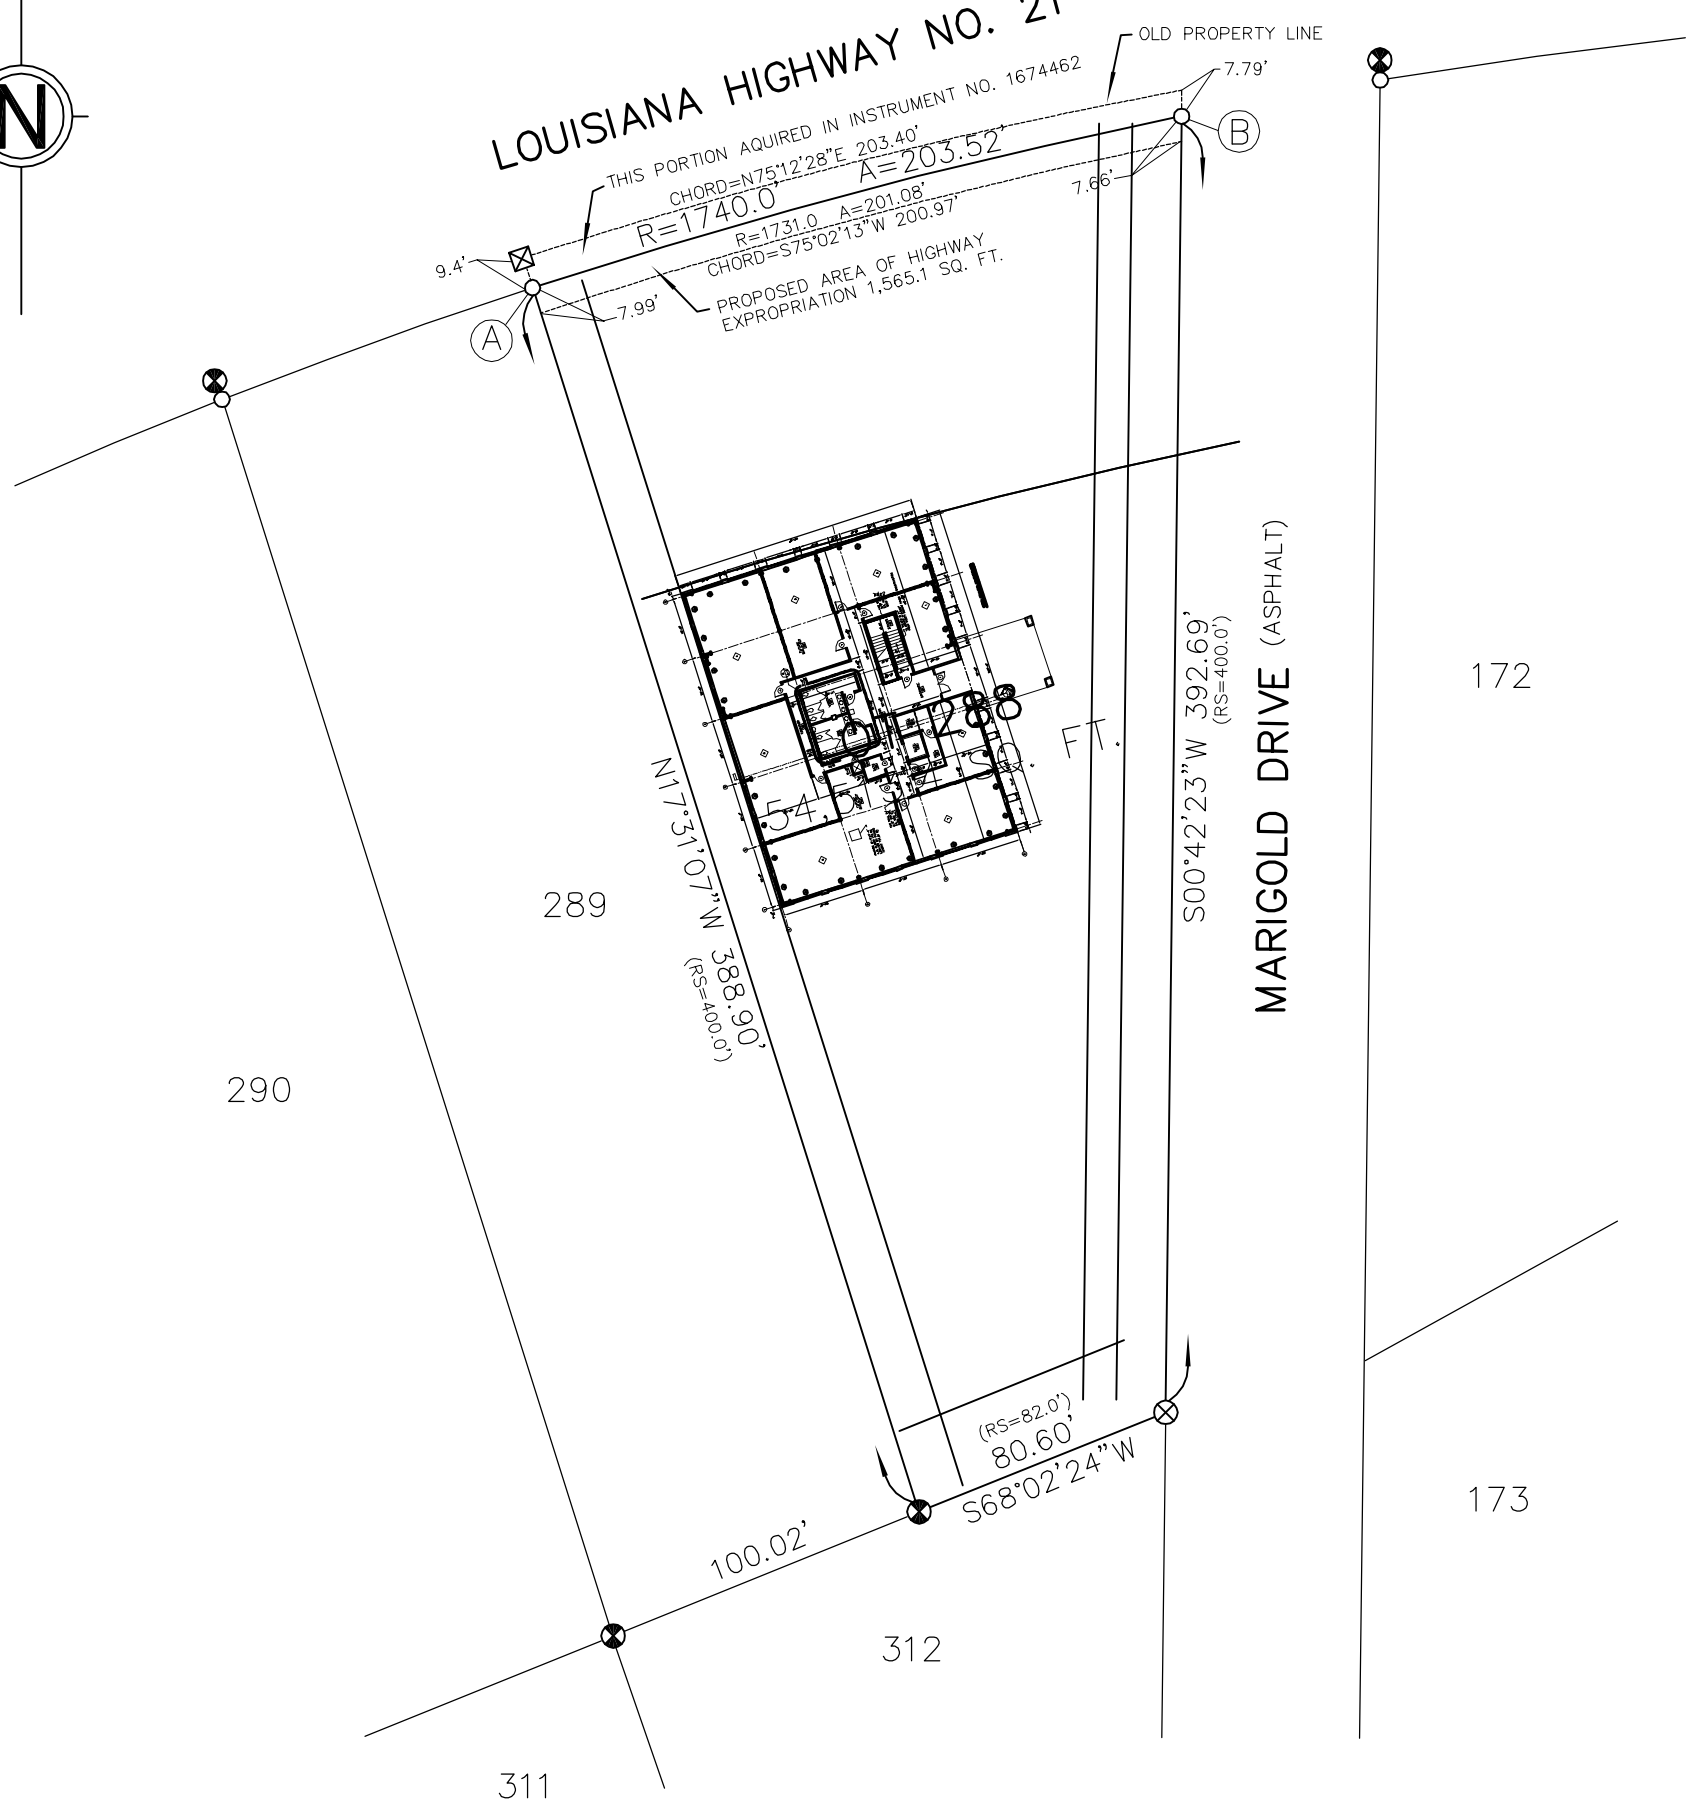 N
LOUISIANA HIGHWAY NO. 21
OLD PROPERTY LINE
7.79'
THIS PORTION AQUIRED IN INSTRUMENT NO. 1674462
CHORD=N75°12'28"E 203.40'
R=1740.0' A=203.52'
B
7.66'
R=1731.0 A=201.08'
CHORD=S75°02'13"W 200.97'
9.4'
7.99'
PROPOSED AREA OF HIGHWAY
EXPROPRIATION 1,565.1 SQ. FT.
A
288
FT.
N17°31'07"W 388.90'
(RS=400.0')
S00°42'23"W 392.69'
(RS=400.0')
MARIGOLD DRIVE (ASPHALT)
172
289
290
(RS=82.0')
80.60'
S68°02'24"W
100.02'
173
312
311